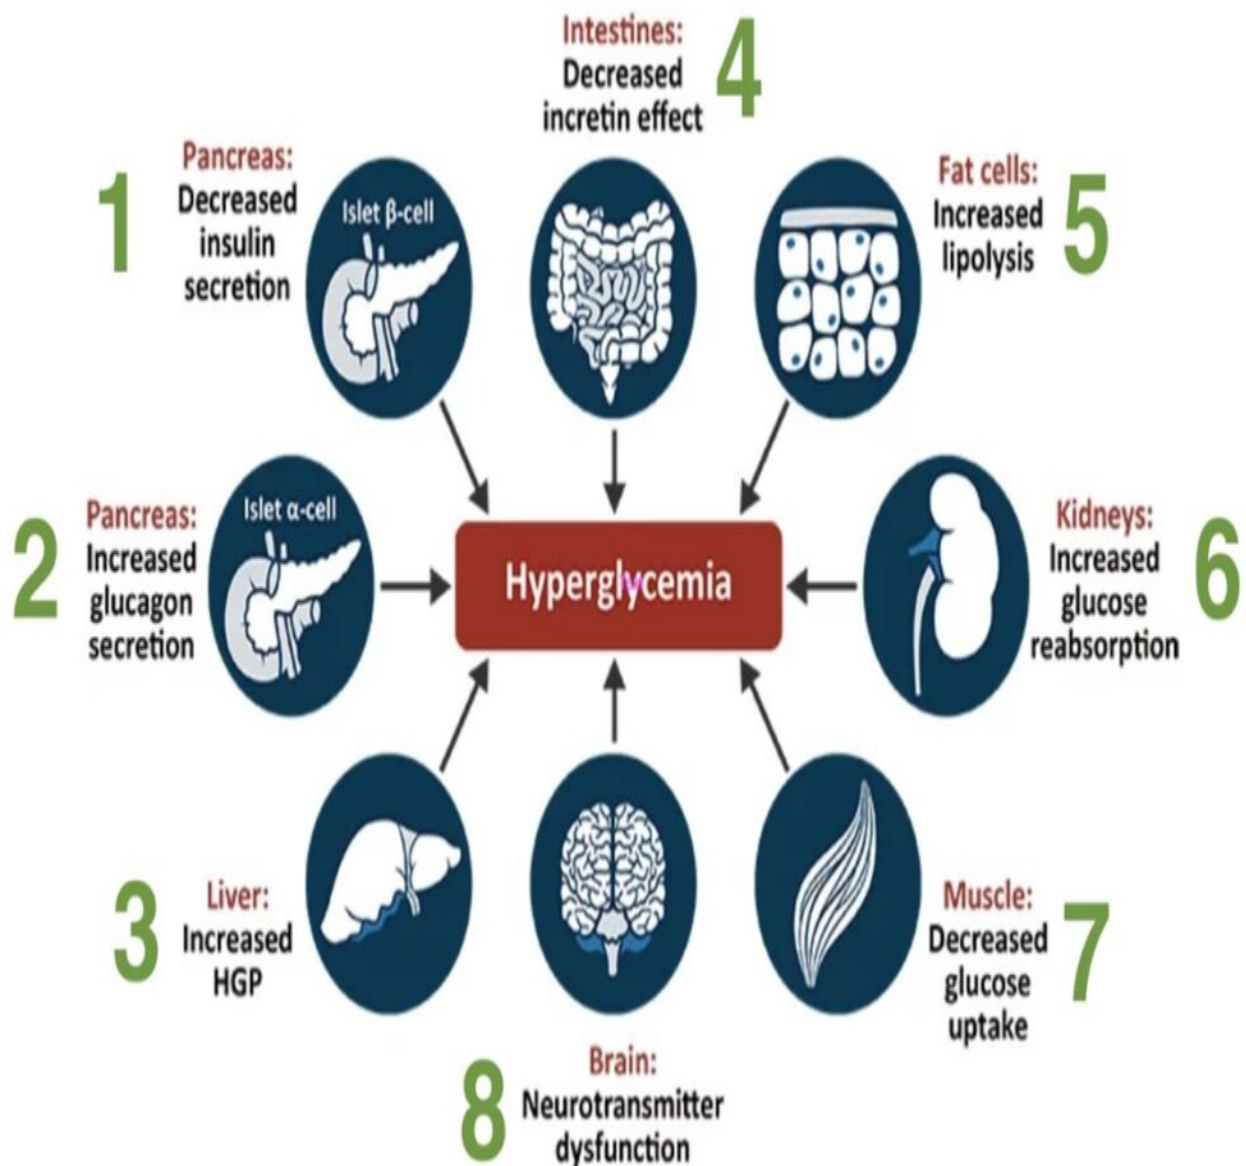 Intestines:
Decreased
incretin effect
4
1
Pancreas:
Decreased
insulin
secretion
Islet β-cell
Fat cells:
Increased
lipolysis
5
2
Pancreas:
Increased
glucagon
secretion
Islet α-cell
Hyperglycemia
Kidneys:
Increased
glucose
reabsorption
6
3
Liver:
Increased
HGP
Muscle:
Decreased
glucose
uptake
7
8
Brain:
Neurotransmitter
dysfunction